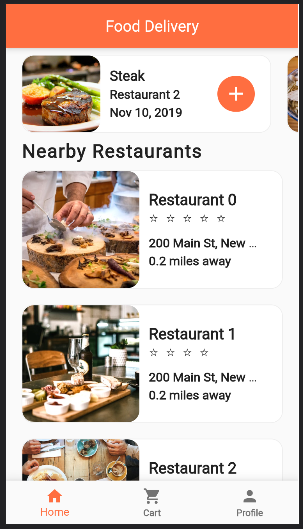 Food Delivery
Steak
Restaurant 2
Nov 10, 2019
Nearby Restaurants
Restaurant 0
☆ ☆ ☆ ☆ ☆
200 Main St, New ...
0.2 miles away
Restaurant 1
☆ ☆ ☆ ☆
200 Main St, New ...
0.2 miles away
Restaurant 2
Home
Cart
Profile